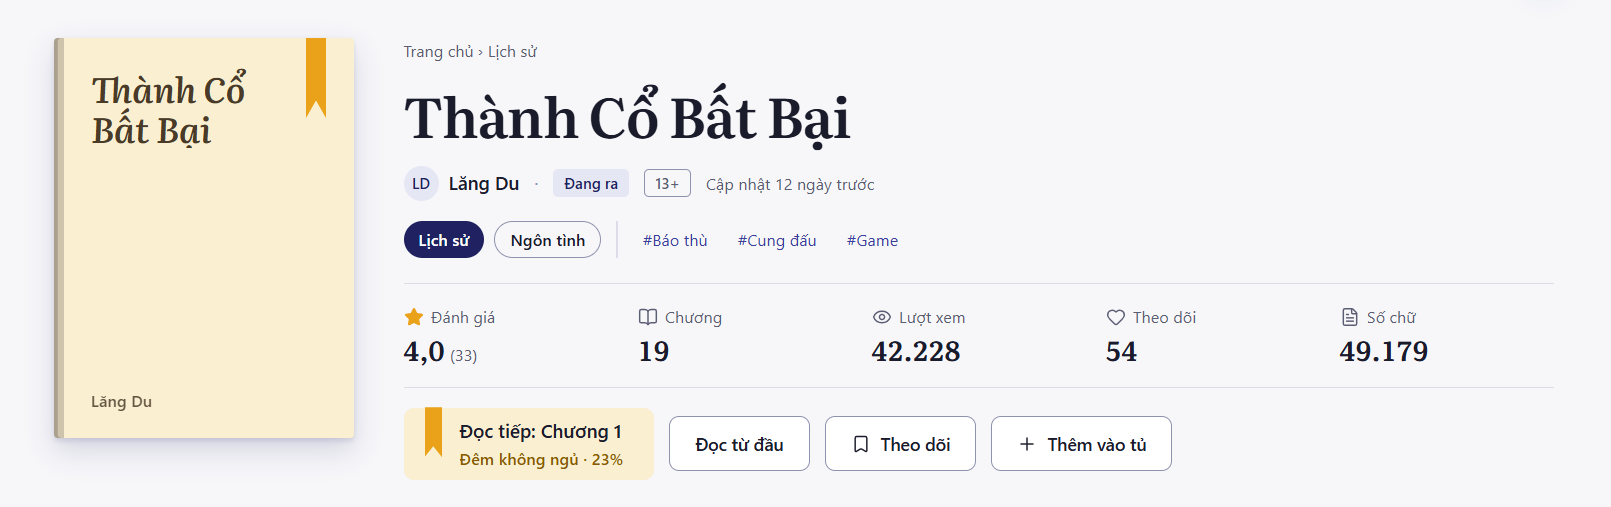 Thành Cổ
Bất Bại
Lăng Du
Trang chủ › Lịch sử
Thành Cổ Bất Bại
LD Lăng Du · Đang ra 13+ Cập nhật 12 ngày trước
Lịch sử Ngôn tình #Báo thù #Cung đấu #Game
Đánh giá Chương Lượt xem Theo dõi Số chữ
4,0 (33) 19 42.228 54 49.179
Đọc tiếp: Chương 1
Đêm không ngủ · 23%
Đọc từ đầu Theo dõi Thêm vào tủ